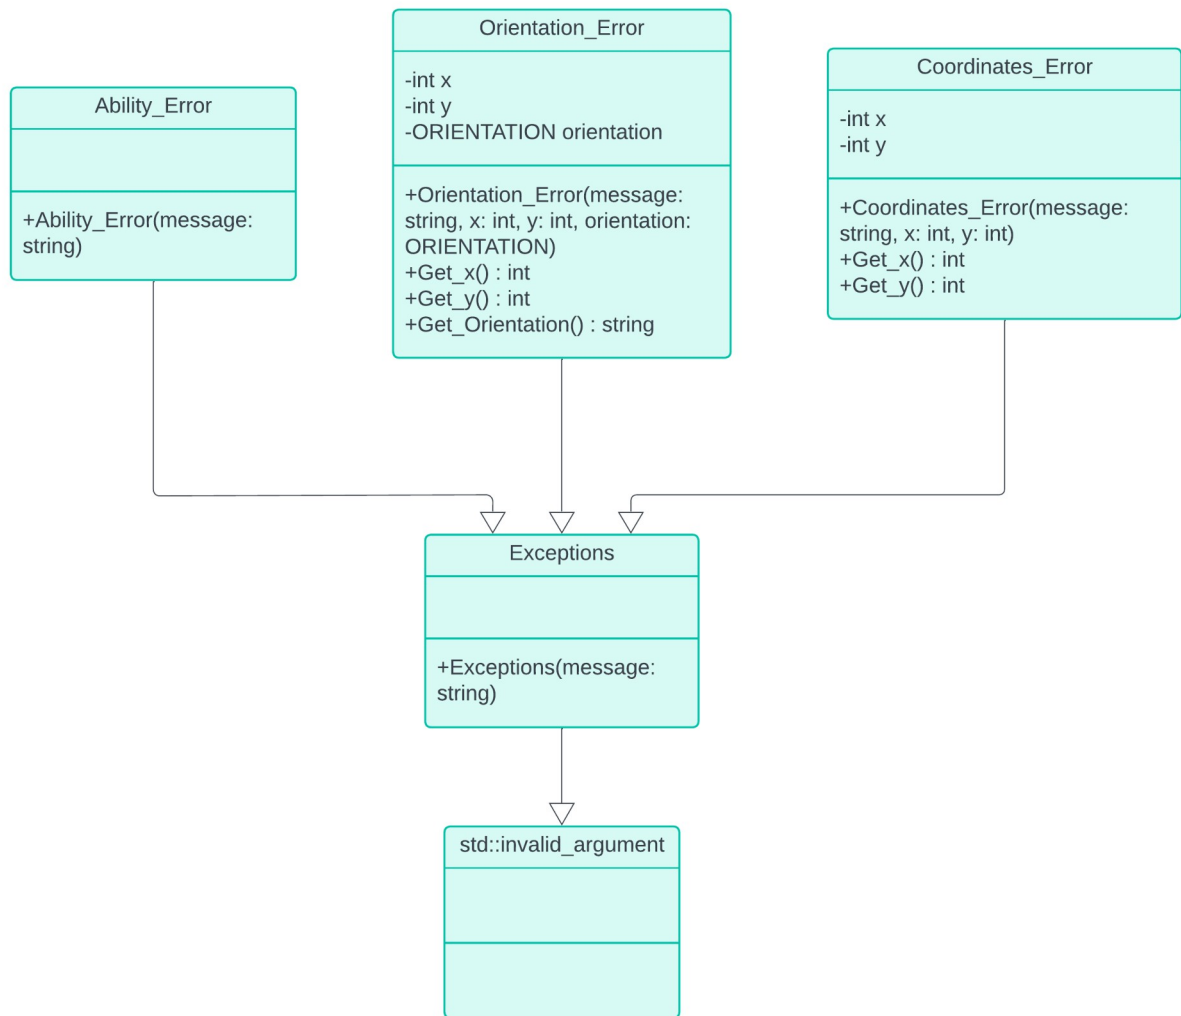 Orientation_Error
-int x
-int y
-ORIENTATION orientation
+Orientation_Error(message:
string, x: int, y: int, orientation:
ORIENTATION)
+Get_x() : int
+Get_y() : int
+Get_Orientation() : string
Coordinates_Error
-int x
-int y
+Coordinates_Error(message:
string, x: int, y: int)
+Get_x() : int
+Get_y() : int
Ability_Error
+Ability_Error(message:
string)
Exceptions
+Exceptions(message:
string)
std::invalid_argument